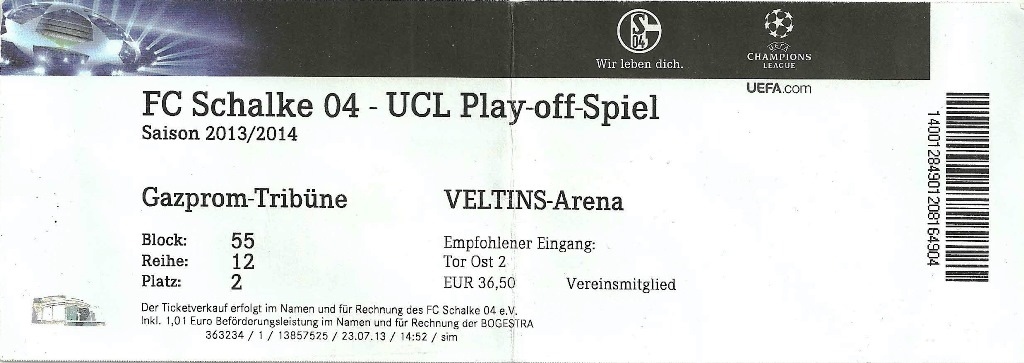 S 04
Wir leben dich.
UEFA
CHAMPIONS
LEAGUE
UEFA.com
FC Schalke 04 - UCL Play-off-Spiel
Saison 2013/2014
Gazprom-Tribüne
VELTINS-Arena
Block: 55
Reihe: 12
Platz: 2
Empfohlener Eingang:
Tor Ost 2
EUR 36,50 Vereinsmitglied
Der Ticketverkauf erfolgt im Namen und für Rechnung des FC Schalke 04 e.V.
Inkl. 1,01 Euro Beförderungsleistung im Namen und für Rechnung der BOGESTRA
363234 / 1 / 13857525 / 23.07.13 / 14:52 / sim
14001284901208164904